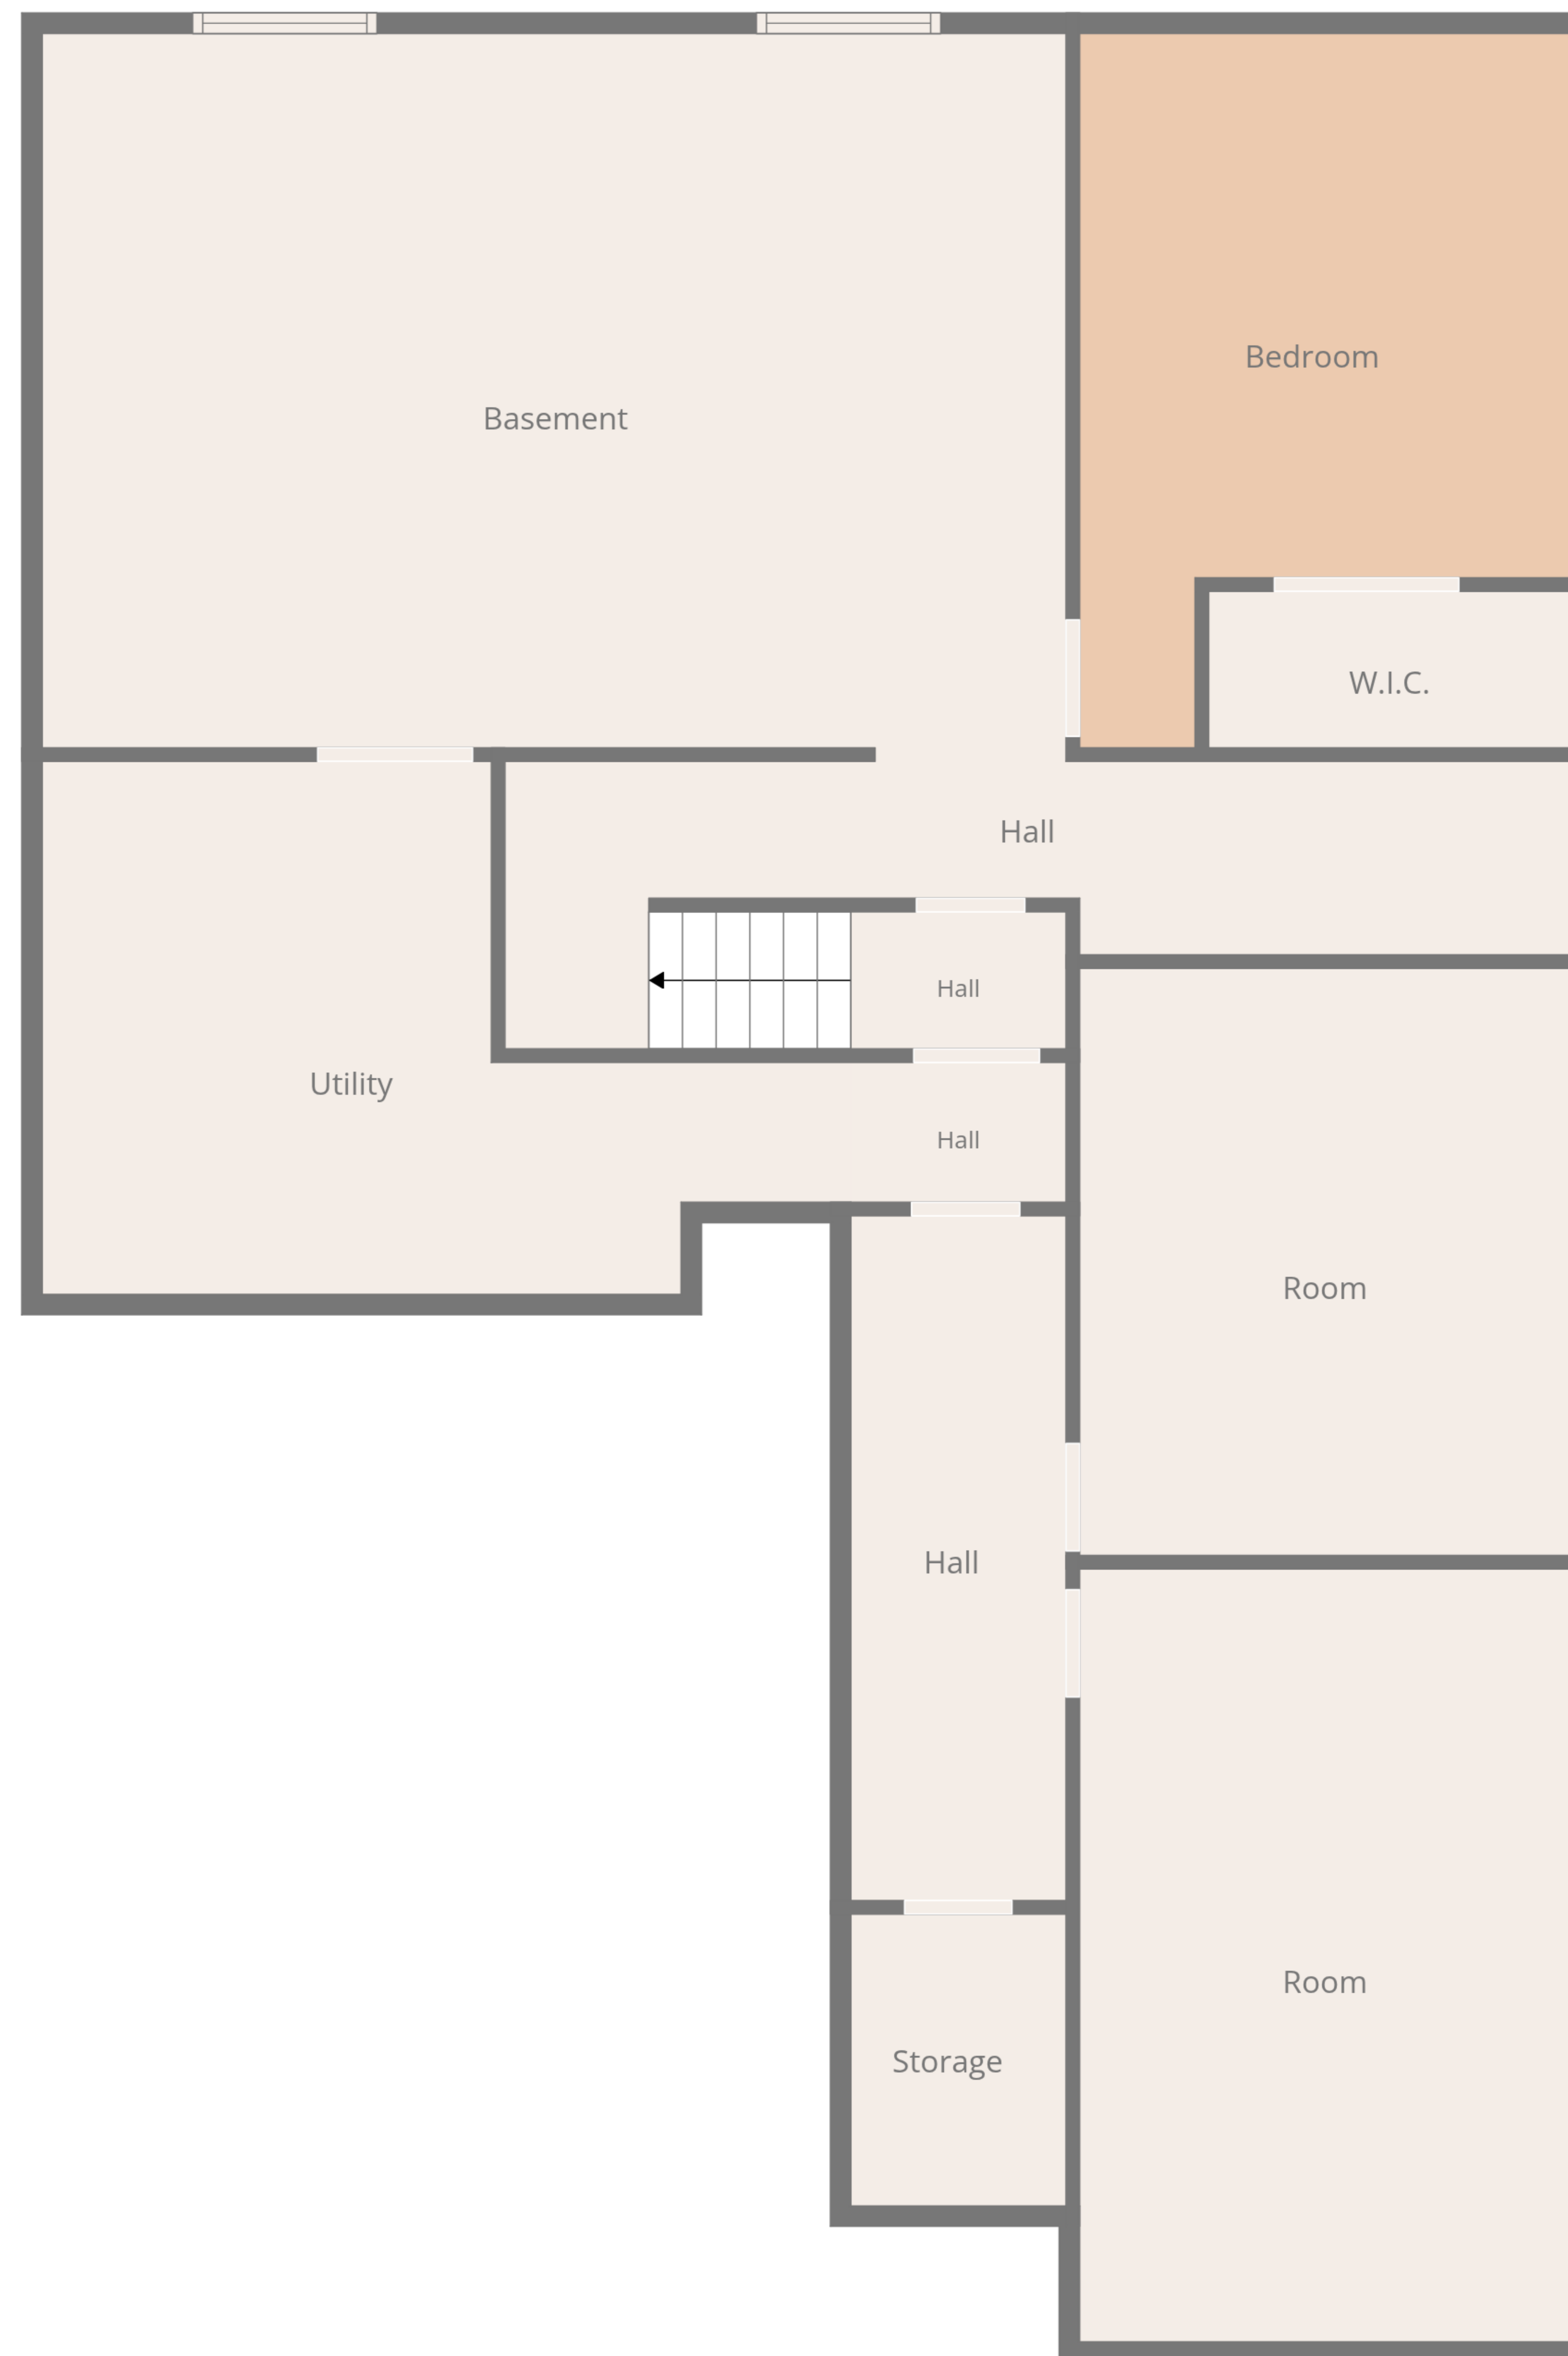 Bedroom
Basement
W.I.C.
Hall
Hall
Utility
Hall
Room
Hall
Room
Storage